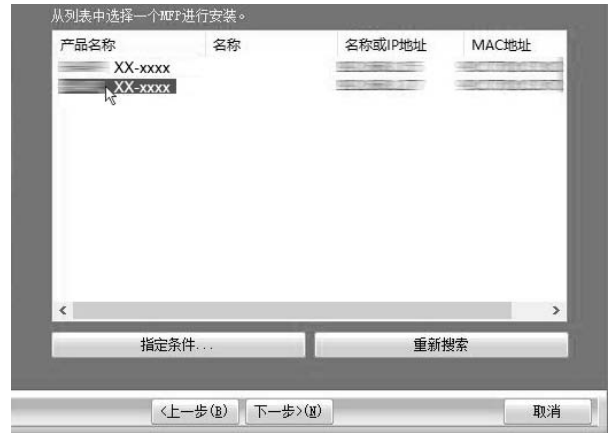 从列表中选择一个MFP进行安装。
产品名称 名称 名称或IP地址 MAC地址
XX-xxxx
XX-xxxx
< >
指定条件... 重新搜索
<上一步(B) 下一步>(N) 取消